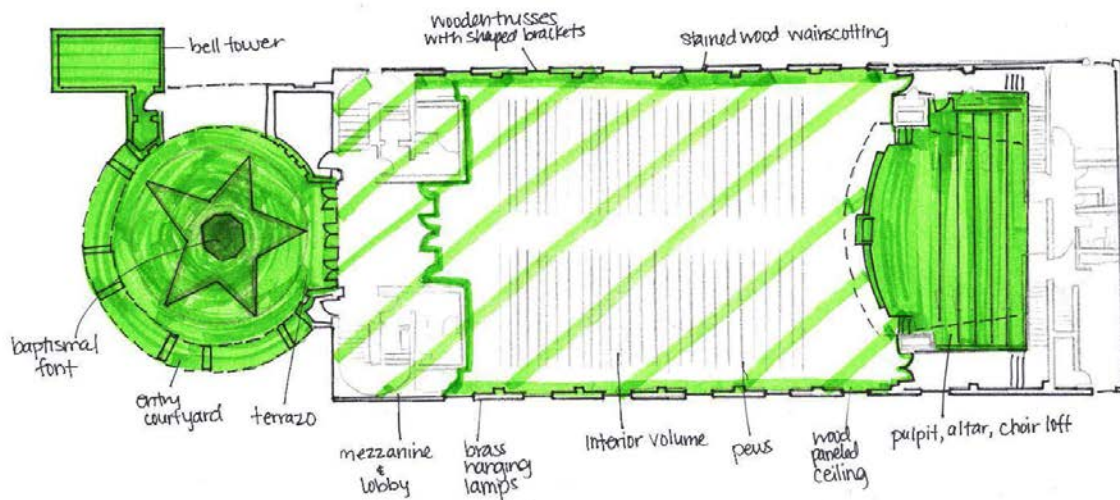 bell tower
wooden trusses
with shaped brackets
stained wood wainscotting
baptismal
font
entry
courtyard
terrazo
mezzanine
&
lobby
brass
hanging
lamps
interior volume
pews
wood
paneled
ceiling
pulpit, altar, choir loft